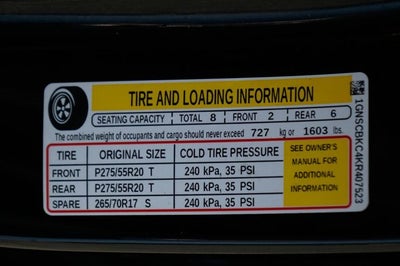 TIRE AND LOADING INFORMATION
SEATING CAPACITY TOTAL 8 FRONT 2 REAR 6
The combined weight of occupants and cargo should never exceed 727 kg or 1603 lbs.
TIRE ORIGINAL SIZE COLD TIRE PRESSURE
FRONT P275/55R20 T 240 kPa, 35 PSI
REAR P275/55R20 T 240 kPa, 35 PSI
SPARE 265/70R17 S 240 kPa, 35 PSI
SEE OWNER'S
MANUAL FOR
ADDITIONAL
INFORMATION
1GNSCBKC4KR407523